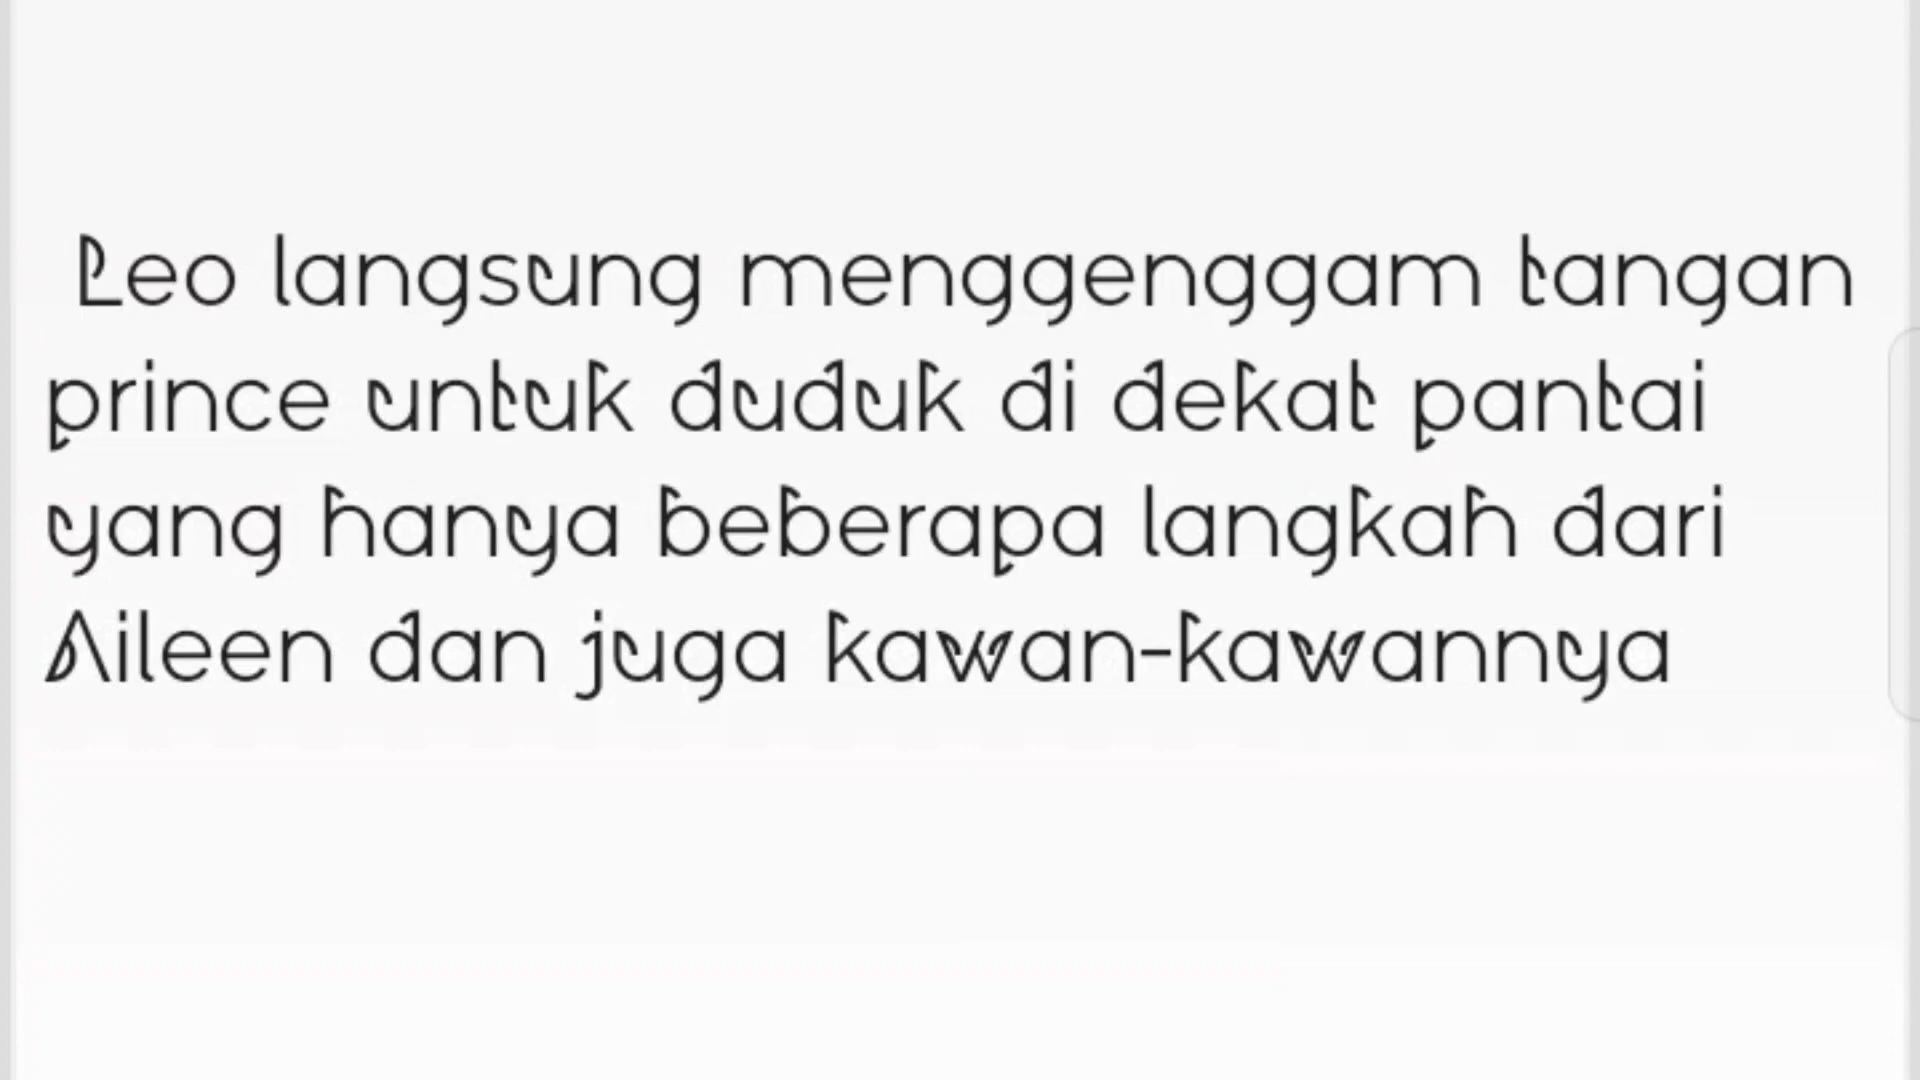 Leo langsung menggenggam tangan
prince untuk duduk di dekat pantai
yang hanya beberapa langkah dari
Aileen dan juga kawan-kawannya